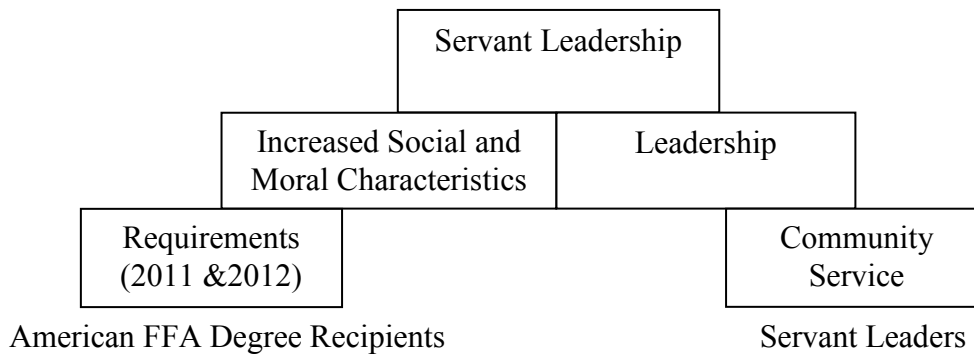 Servant Leadership
Increased Social and
Moral Characteristics
Leadership
Requirements
(2011 &2012)
Community
Service
American FFA Degree Recipients
Servant Leaders